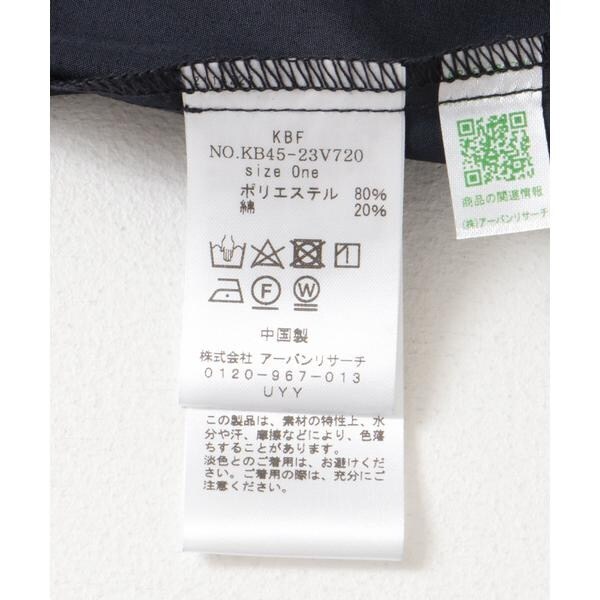 KBF
NO.KB45-23V720
size One
ポリエステル 80%
綿 20%
F
W
中国製
株式会社 アーバンリサーチ
0120-967-013
UYY
この製品は、素材の特性上、水
分や汗、摩擦などにより、色落
ちすることがあります。
淡色とのご着用は、お避けくださ
い。ご着用の際は、充分にご
注意ください。
商品の関連情報
(株)アーバンリサーチ